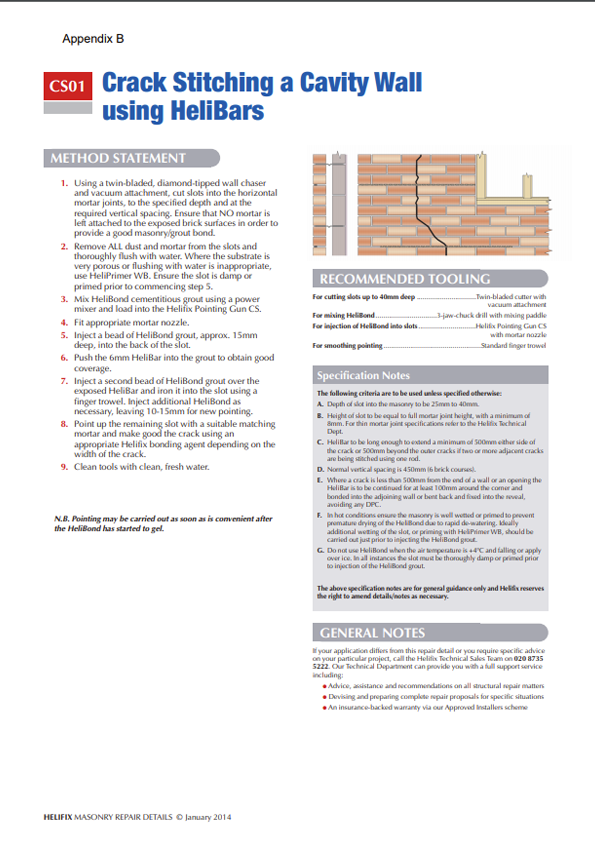 Appendix B
CS01
Crack Stitching a Cavity Wall
using HeliBars
METHOD STATEMENT
1. Using a twin-bladed, diamond-tipped wall chaser
and vacuum attachment, cut slots into the horizontal
mortar joints, to the specified depth and at the
required vertical spacing. Ensure that NO mortar is
left attached to the exposed brick surfaces in order to
provide a good masonry/grout bond.
2. Remove ALL dust and mortar from the slots and
thoroughly flush with water. Where the substrate is
very porous or flushing with water is inappropriate,
use HeliPrimer WB. Ensure the slot is damp or
primed prior to commencing step 5.
3. Mix HeliBond cementitious grout using a power
mixer and load into the Helifix Pointing Gun CS.
4. Fit appropriate mortar nozzle.
5. Inject a bead of HeliBond grout, approx. 15mm
deep, into the back of the slot.
6. Push the 6mm HeliBar into the grout to obtain good
coverage.
7. Inject a second bead of HeliBond grout over the
exposed HeliBar and iron it into the slot using a
finger trowel. Inject additional HeliBond as
necessary, leaving 10-15mm for new pointing.
8. Point up the remaining slot with a suitable matching
mortar and make good the crack using an
appropriate Helifix bonding agent depending on the
width of the crack.
9. Clean tools with clean, fresh water.
N.B. Pointing may be carried out as soon as is convenient after
the HeliBond has started to gel.
RECOMMENDED TOOLING
For cutting slots up to 40mm deep ..............................Twin-bladed cutter with
vacuum attachment
For mixing HeliBond ...............................3-jaw-chuck drill with mixing paddle
For injection of HeliBond into slots ............................Helifix Pointing Gun CS
with mortar nozzle
For smoothing pointing .................................................Standard finger trowel
Specification Notes
The following criteria are to be used unless specified otherwise:
A. Depth of slot into the masonry to be 25mm to 40mm.
B. Height of slot to be equal to full mortar joint height, with a minimum of
8mm. For thin mortar joint specifications refer to the Helifix Technical
Dept.
C. HeliBar to be long enough to extend a minimum of 500mm either side of
the crack or 500mm beyond the outer cracks if two or more adjacent cracks
are being stitched using one rod.
D. Normal vertical spacing is 450mm (6 brick courses).
E. Where a crack is less than 500mm from the end of a wall or an opening the
HeliBar is to be continued for at least 100mm around the corner and
bonded into the adjoining wall or bent back and fixed into the reveal,
avoiding any DPC.
F. In hot conditions ensure the masonry is well wetted or primed to prevent
premature drying of the HeliBond due to rapid de-watering. Ideally
additional wetting of the slot, or priming with HeliPrimer WB, should be
carried out just prior to injecting the HeliBond grout.
G. Do not use HeliBond when the air temperature is +4°C and falling or apply
over ice. In all instances the slot must be thoroughly damp or primed prior
to injection of the HeliBond grout.
The above specification notes are for general guidance only and Helifix reserves
the right to amend details/notes as necessary.
GENERAL NOTES
If your application differs from this repair detail or you require specific advice
on your particular project, call the Helifix Technical Sales Team on 020 8735
5222. Our Technical Department can provide you with a full support service
including:
● Advice, assistance and recommendations on all structural repair matters
● Devising and preparing complete repair proposals for specific situations
● An insurance-backed warranty via our Approved Installers scheme
HELIFIX MASONRY REPAIR DETAILS © January 2014